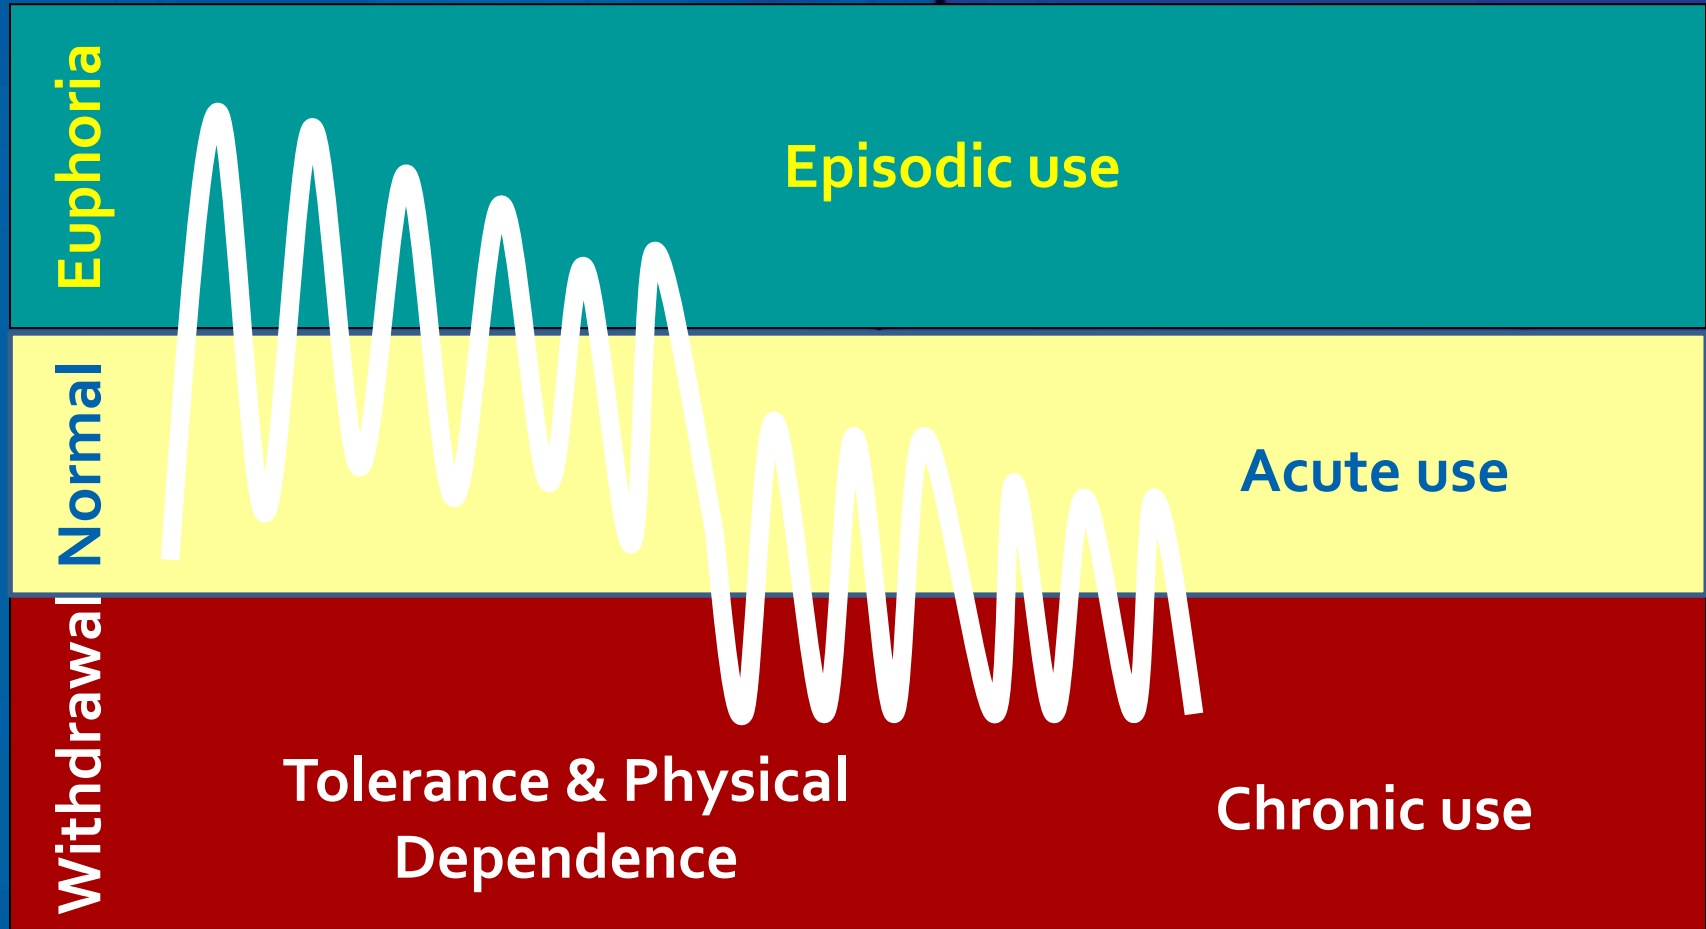 Euphoria
Episodic use
Normal
Acute use
Withdrawal
Tolerance & Physical
Dependence
Chronic use